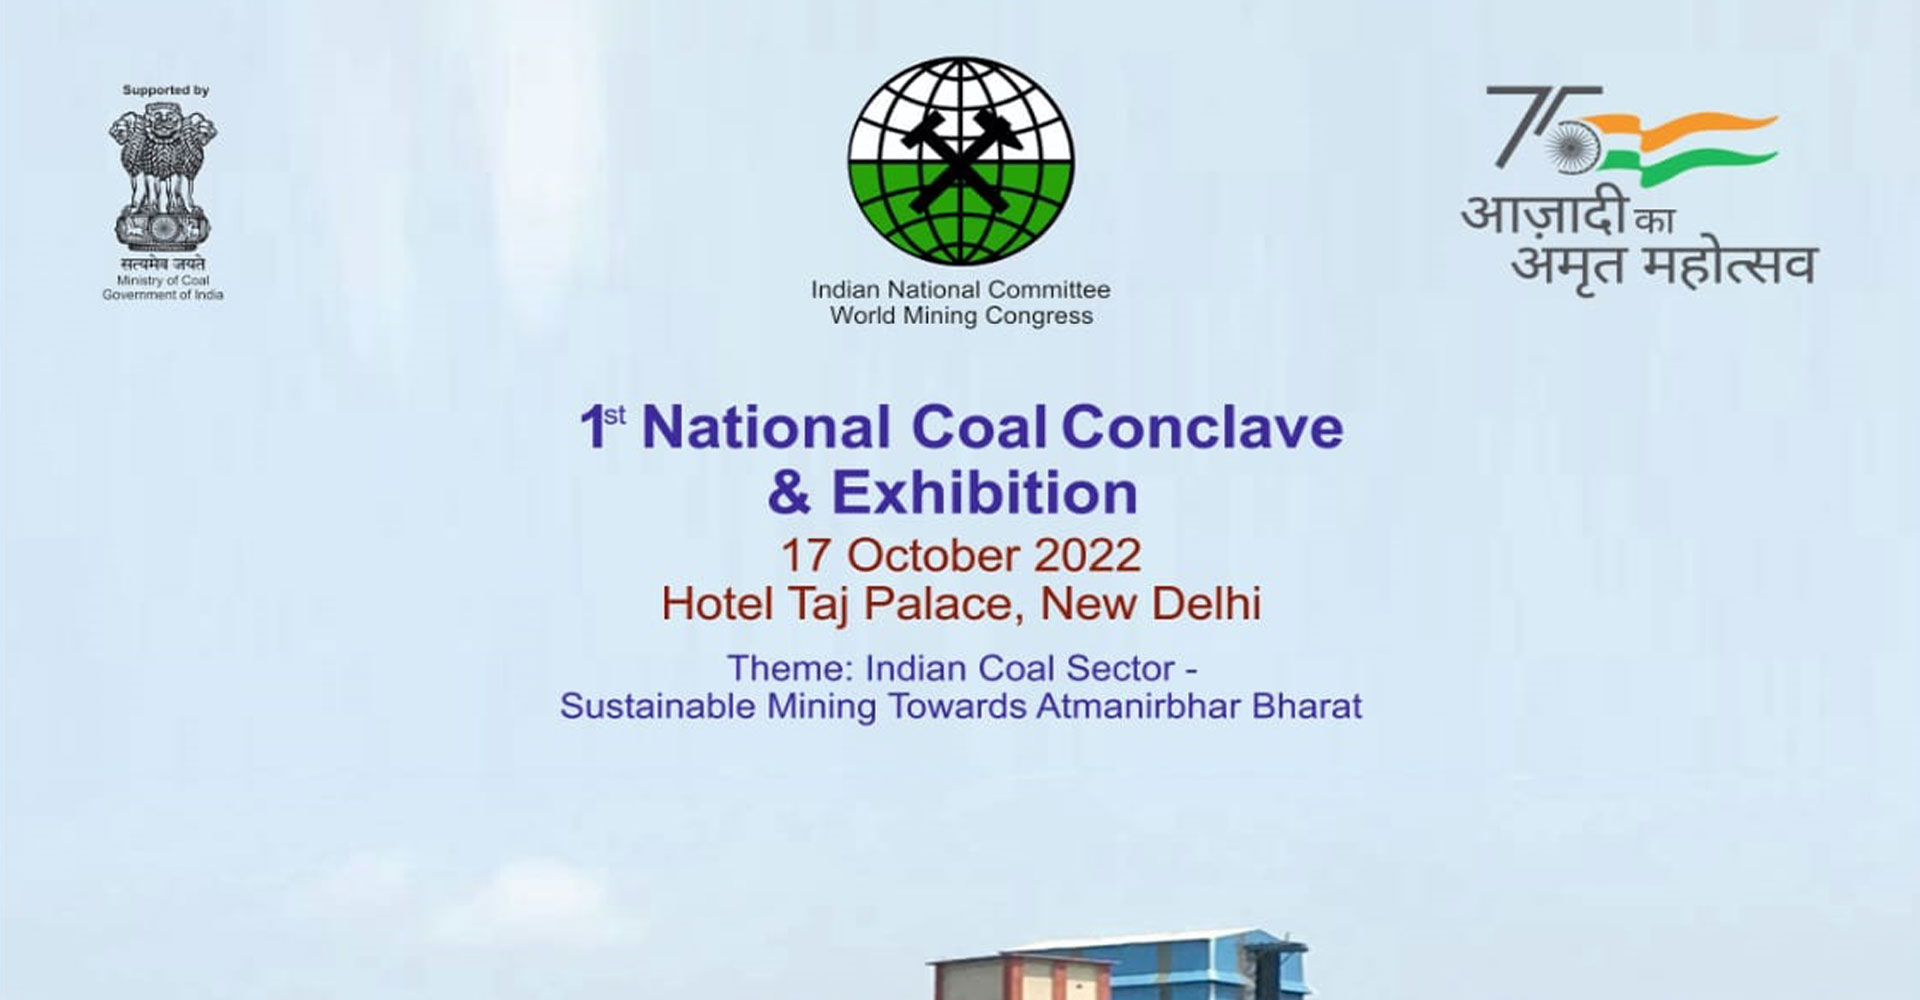 Supported by
सत्यमेव जयते
Ministry of Coal
Government of India
Indian National Committee
World Mining Congress
75
आज़ादी का
अमृत महोत्सव
1st National Coal Conclave
& Exhibition
17 October 2022
Hotel Taj Palace, New Delhi
Theme: Indian Coal Sector -
Sustainable Mining Towards Atmanirbhar Bharat